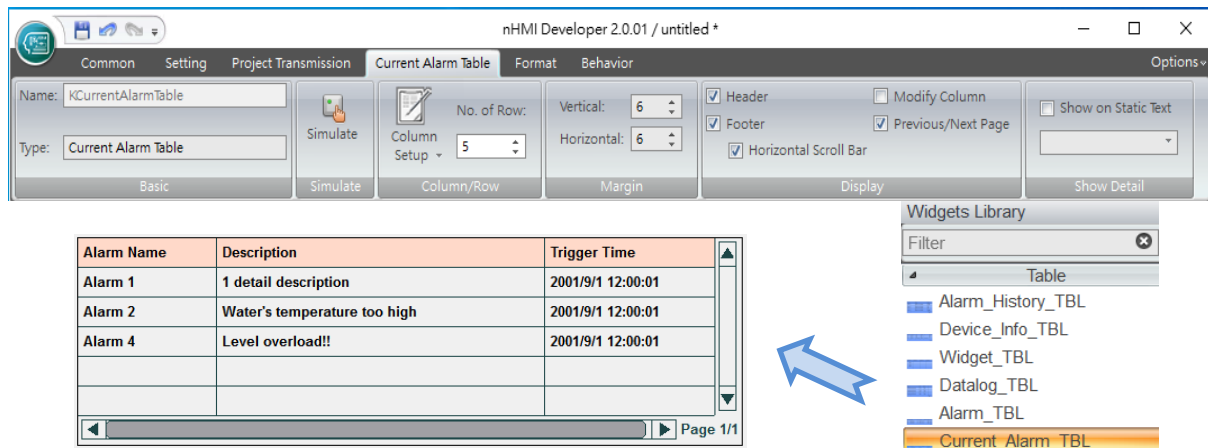 nHMI Developer 2.0.01 / untitled *
Common Setting Project Transmission Current Alarm Table Format Behavior Options
Name: KCurrentAlarmTable
Type: Current Alarm Table
Basic
Simulate
Simulate
Column Setup
No. of Row:
5
Column/Row
Vertical: 6
Horizontal: 6
Margin
Header
Footer
Horizontal Scroll Bar
Modify Column
Previous/Next Page
Display
Show on Static Text
Show Detail
Alarm Name Description Trigger Time
Alarm 1 1 detail description 2001/9/1 12:00:01
Alarm 2 Water's temperature too high 2001/9/1 12:00:01
Alarm 4 Level overload!! 2001/9/1 12:00:01
Page 1/1
Widgets Library
Filter
Table
Alarm_History_TBL
Device_Info_TBL
Widget_TBL
Datalog_TBL
Alarm_TBL
Current_Alarm_TBL